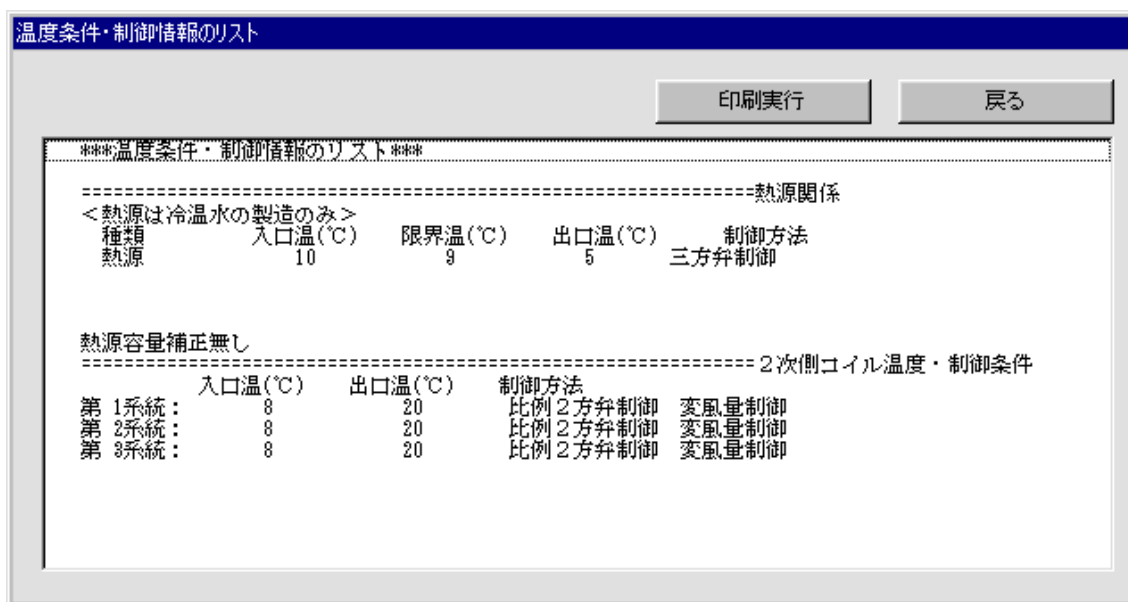 温度条件・制御情報のリスト
印刷実行 戻る
***温度条件・制御情報のリスト***
===============================================================熱源関係
＜熱源は冷温水の製造のみ＞
種類 入口温(℃) 限界温(℃) 出口温(℃) 制御方法
熱源 10 9 5 三方弁制御
熱源容量補正無し
===============================================================２次側コイル温度・制御条件
入口温(℃) 出口温(℃) 制御方法
第 1系統： 8 20 比例２方弁制御 変風量制御
第 2系統： 8 20 比例２方弁制御 変風量制御
第 3系統： 8 20 比例２方弁制御 変風量制御